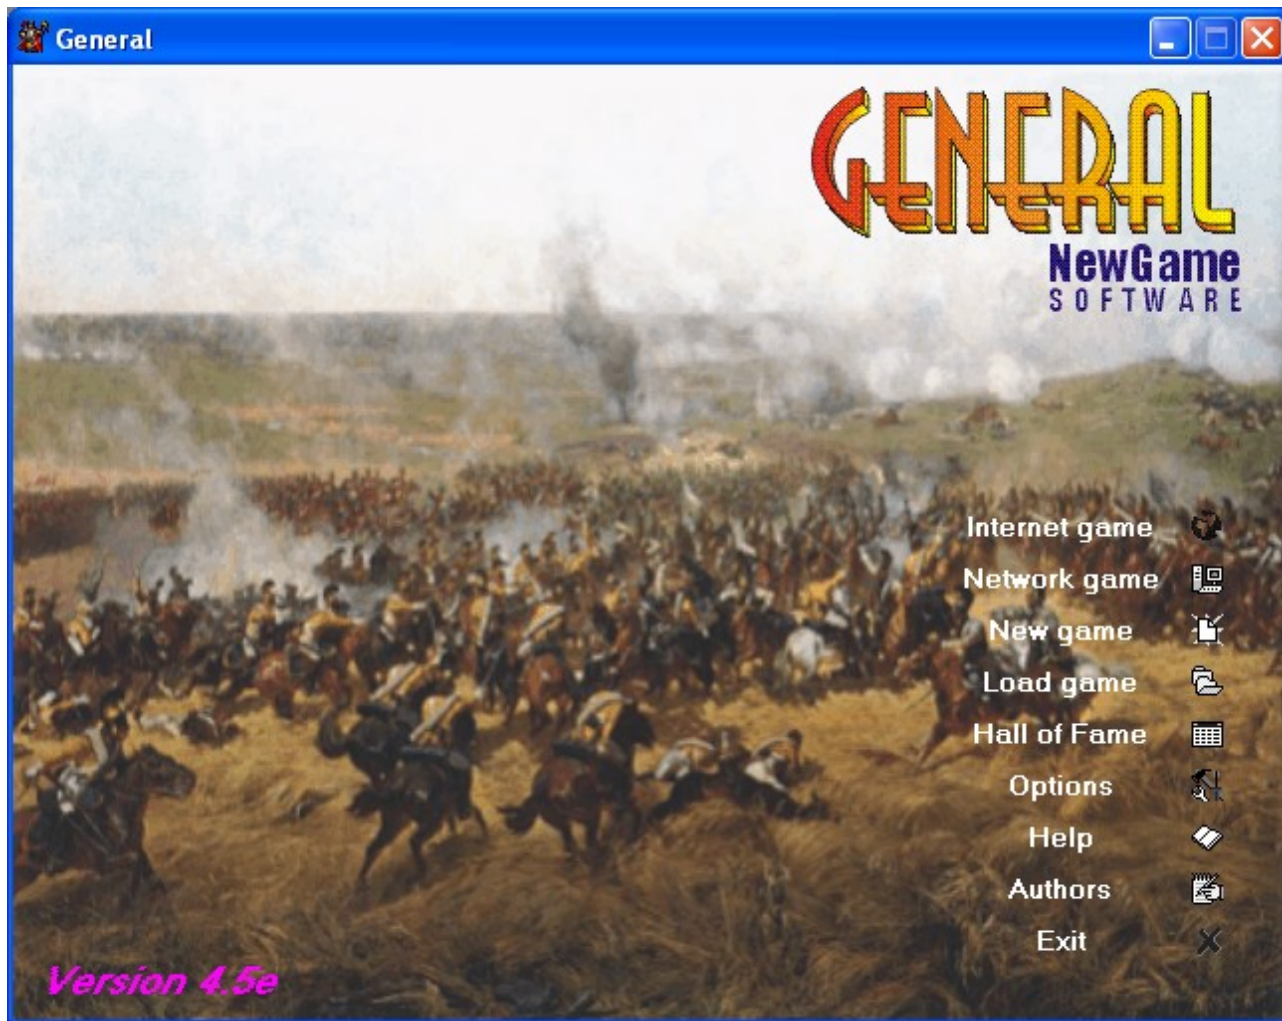 General
GENERAL
NewGame
SOFTWARE
Internet game
Network game
New game
Load game
Hall of Fame
Options
Help
Authors
Exit
Version 4.5e